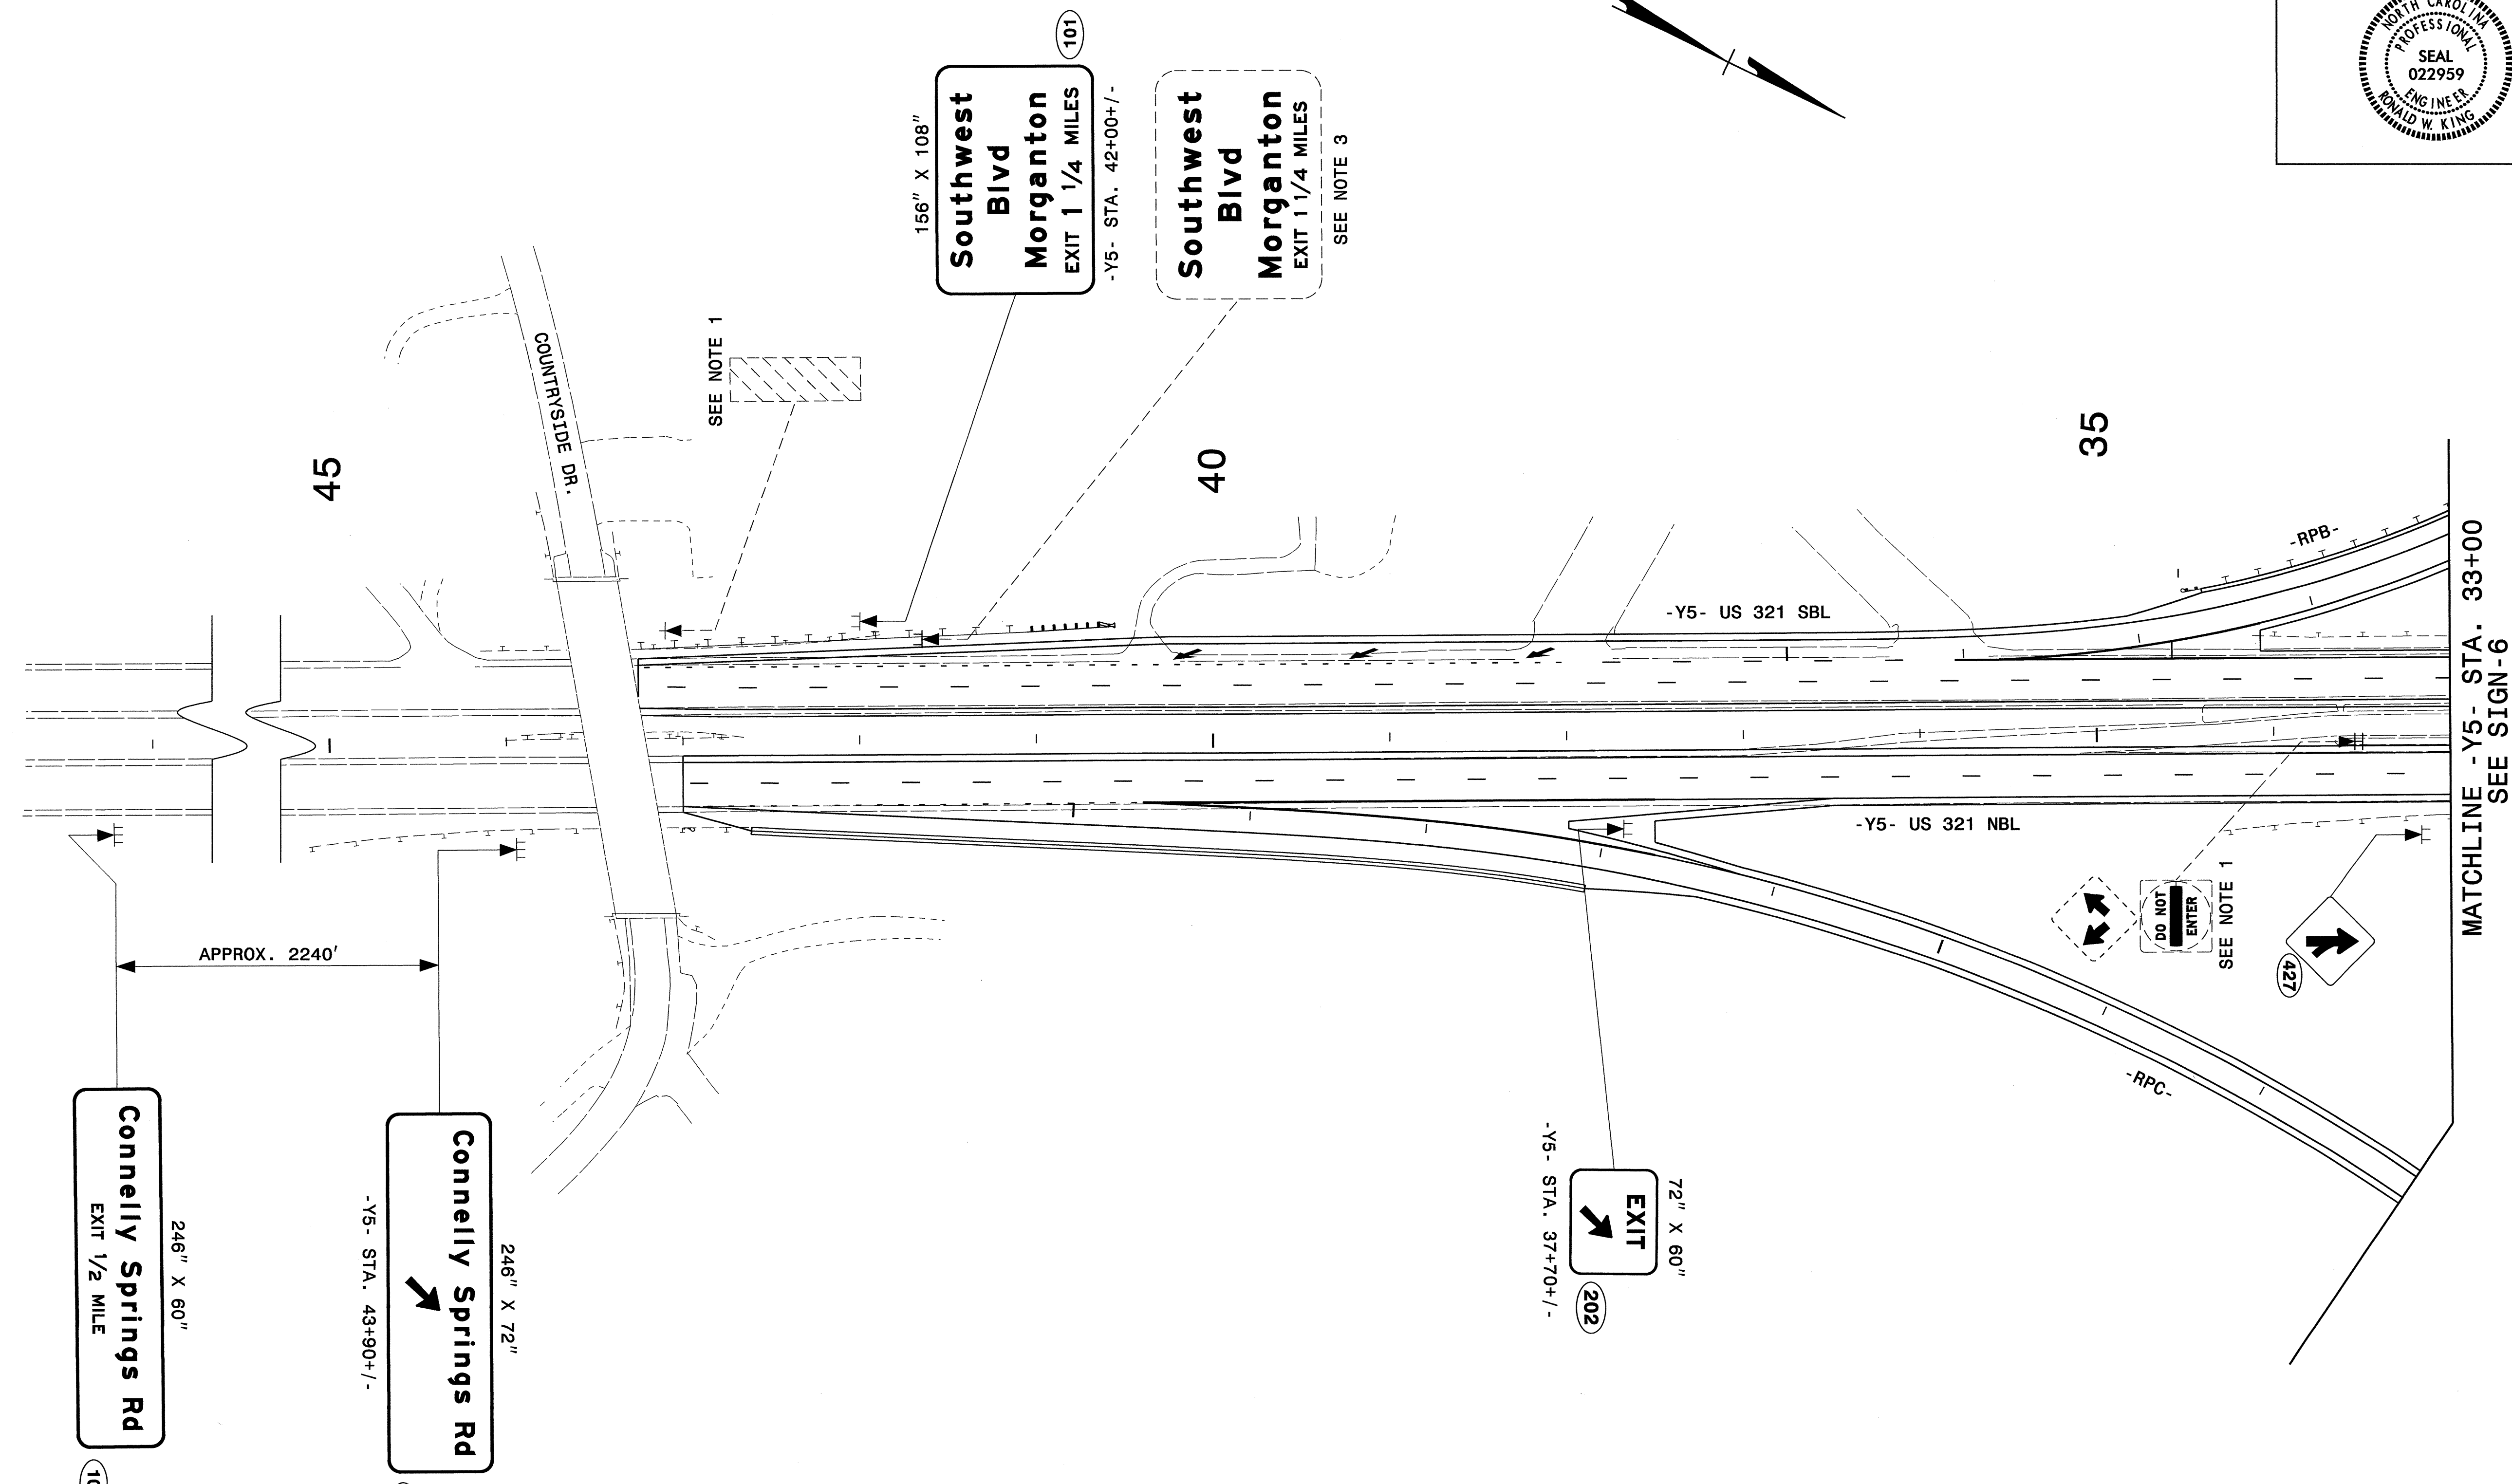 NORTH CAROLINA
PROFESSIONAL
SEAL
022959
ENGINEER
RONALD W. KING
101
156" X 108"
Southwest
Blvd
Morganton
EXIT 1 1/4 MILES
-Y5- STA. 42+00+/-
Southwest
Blvd
Morganton
EXIT 1 1/4 MILES
SEE NOTE 3
SEE NOTE 1
COUNTRYSIDE DR.
45
40
35
-RPB-
-Y5- US 321 SBL
-Y5- US 321 NBL
MATCHLINE -Y5- STA. 33+00
SEE SIGN-6
DO NOT
ENTER
SEE NOTE 1
427
APPROX. 2240'
-RPC-
246" X 60"
Connelly Springs Rd
EXIT 1/2 MILE
246" X 72"
Connelly Springs Rd
-Y5- STA. 43+90+/-
72" X 60"
EXIT
-Y5- STA. 37+70+/-
202